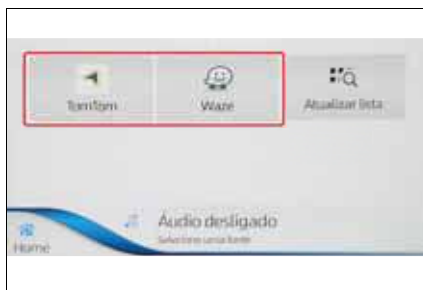 TomTom
Waze
Atualizar lista
Áudio desligado
Selecione uma fonte
Home